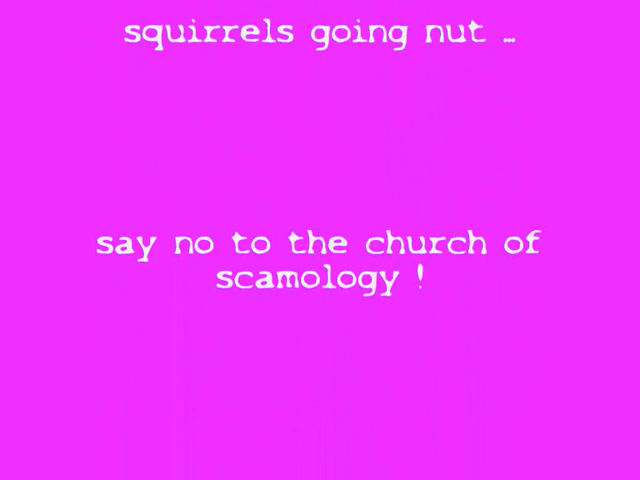 squirrels going nut ...
say no to the church of
scamology !